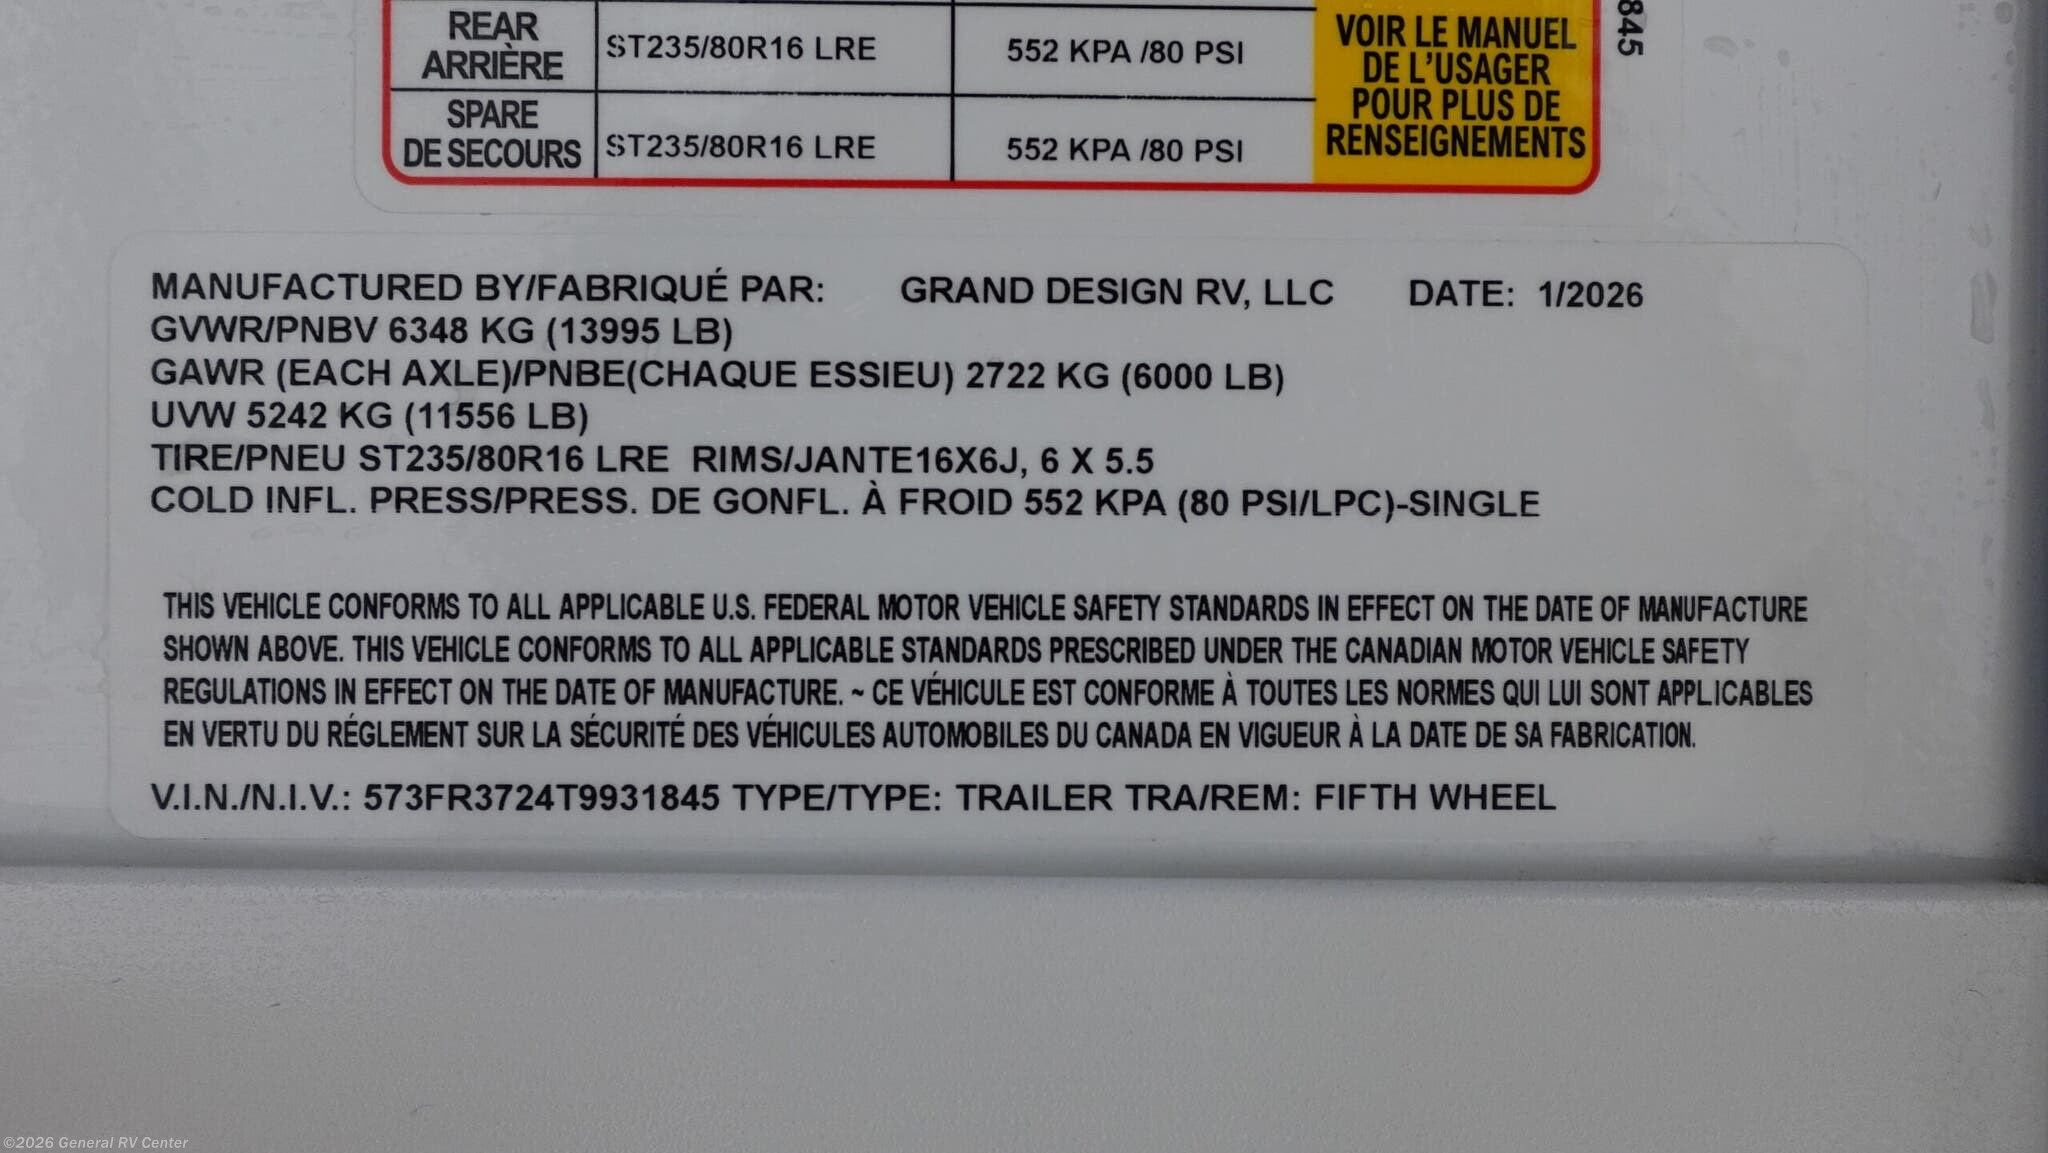 REAR
ARRIÈRE
ST235/80R16 LRE
552 KPA /80 PSI
SPARE
DE SECOURS
ST235/80R16 LRE
552 KPA /80 PSI
VOIR LE MANUEL
DE L'USAGER
POUR PLUS DE
RENSEIGNEMENTS
845
MANUFACTURED BY/FABRIQUÉ PAR: GRAND DESIGN RV, LLC DATE: 1/2026
GVWR/PNBV 6348 KG (13995 LB)
GAWR (EACH AXLE)/PNBE(CHAQUE ESSIEU) 2722 KG (6000 LB)
UVW 5242 KG (11556 LB)
TIRE/PNEU ST235/80R16 LRE RIMS/JANTE16X6J, 6 X 5.5
COLD INFL. PRESS/PRESS. DE GONFL. À FROID 552 KPA (80 PSI/LPC)-SINGLE
THIS VEHICLE CONFORMS TO ALL APPLICABLE U.S. FEDERAL MOTOR VEHICLE SAFETY STANDARDS IN EFFECT ON THE DATE OF MANUFACTURE
SHOWN ABOVE. THIS VEHICLE CONFORMS TO ALL APPLICABLE STANDARDS PRESCRIBED UNDER THE CANADIAN MOTOR VEHICLE SAFETY
REGULATIONS IN EFFECT ON THE DATE OF MANUFACTURE. ~ CE VÉHICULE EST CONFORME À TOUTES LES NORMES QUI LUI SONT APPLICABLES
EN VERTU DU RÉGLEMENT SUR LA SÉCURITÉ DES VÉHICULES AUTOMOBILES DU CANADA EN VIGUEUR À LA DATE DE SA FABRICATION.
V.I.N./N.I.V.: 573FR3724T9931845 TYPE/TYPE: TRAILER TRA/REM: FIFTH WHEEL
©2026 General RV Center